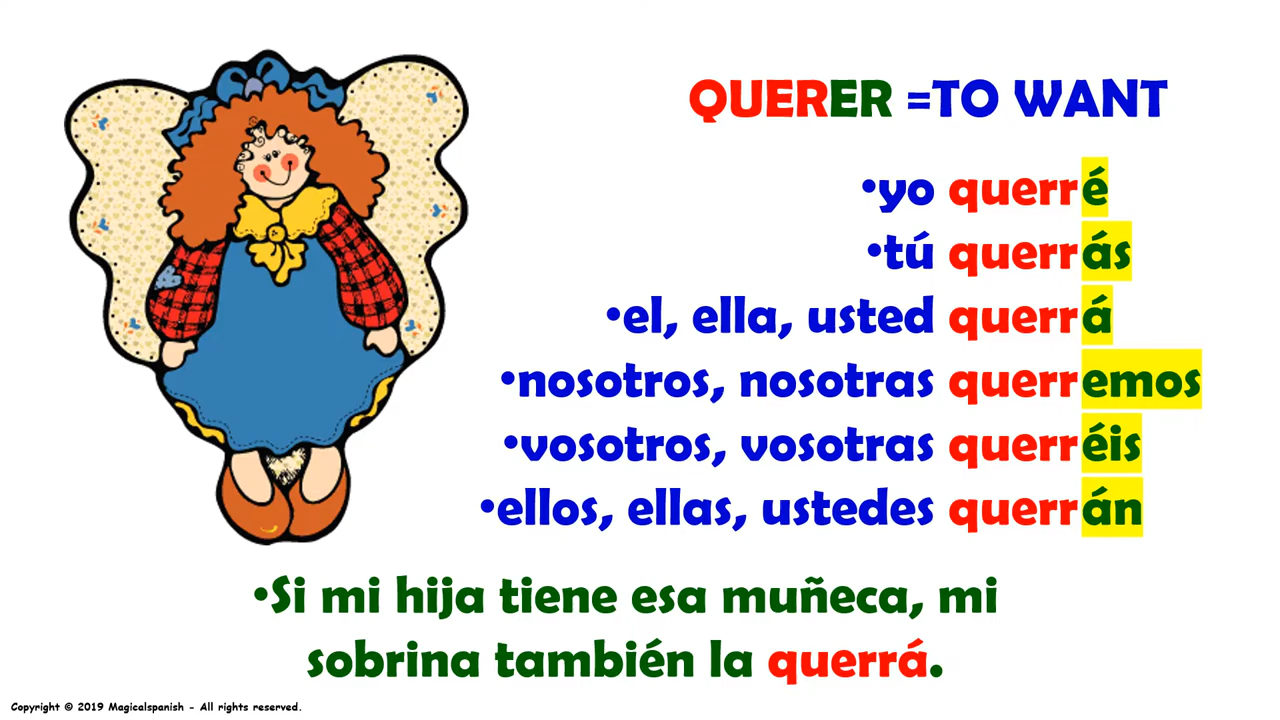 QUERER =TO WANT
•yo querré
•tú querrás
•el, ella, usted querrá
•nosotros, nosotras querremos
•vosotros, vosotras querréis
•ellos, ellas, ustedes querrán
•Si mi hija tiene esa muñeca, mi
sobrina también la querrá.
Copyright © 2019 Magicalspanish - All rights reserved.